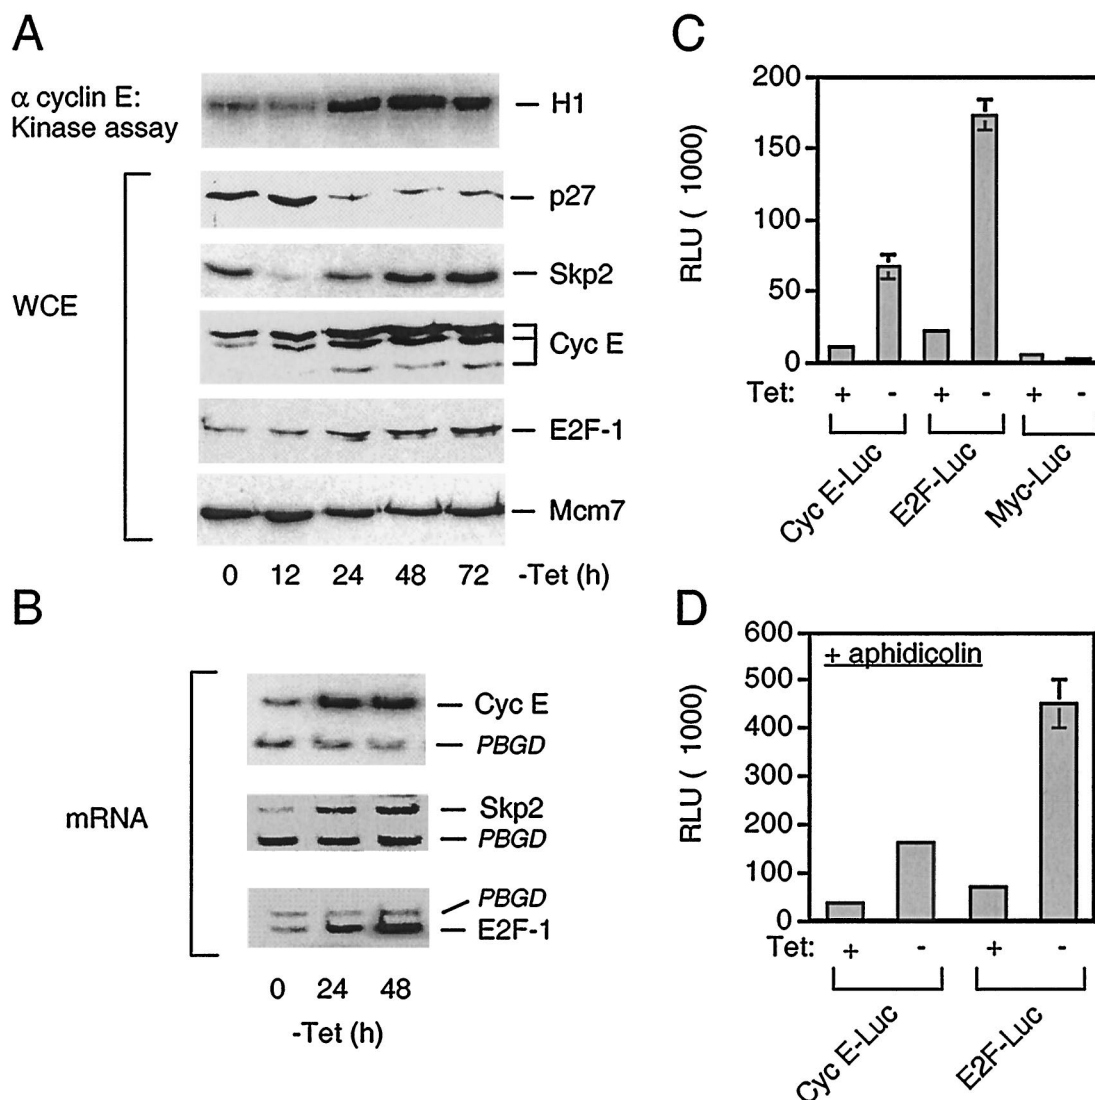 A
α cyclin E:
Kinase assay
H1
WCE
p27
Skp2
Cyc E
E2F-1
Mcm7
0 12 24 48 72 -Tet (h)
B
mRNA
Cyc E
PBGD
Skp2
PBGD
PBGD
E2F-1
0 24 48
-Tet (h)
C
RLU ( 1000)
200
150
100
50
0
Tet: + - + - + -
Cyc E-Luc
E2F-Luc
Myc-Luc
D
+ aphidicolin
RLU ( 1000)
600
500
400
300
200
100
0
Tet: + - + -
Cyc E-Luc
E2F-Luc